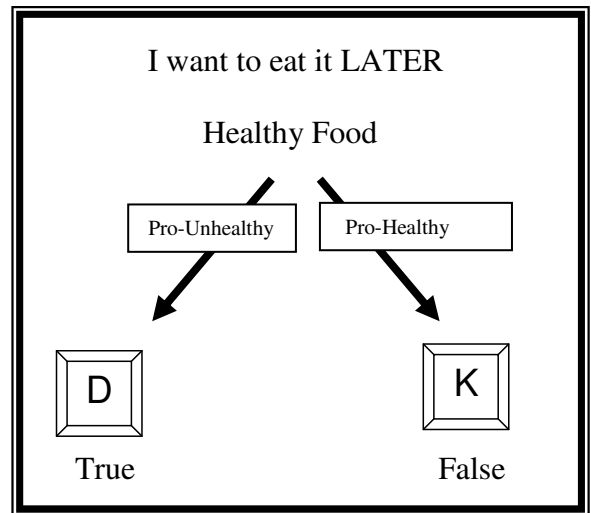 I want to eat it LATER
Healthy Food
Pro-Unhealthy Pro-Healthy
D K
True False